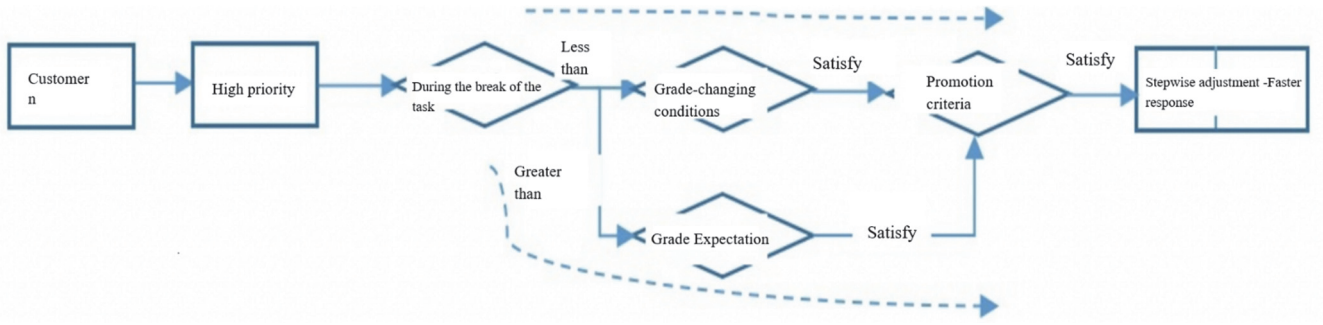 Customer
n
High priority
During the break of the
task
Less
than
Greater
than
Grade-changing
conditions
Satisfy
Grade Expectation
Satisfy
Promotion
criteria
Satisfy
Stepwise adjustment -Faster
response